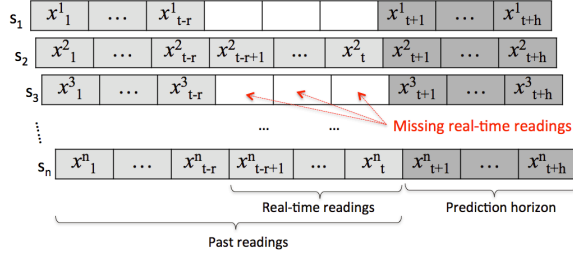 s1 x^1_1 ... x^1_t-r x^1_t+1 ... x^1_t+h
s2 x^2_1 ... x^2_t-r x^2_t-r+1 ... x^2_t x^2_t+1 ... x^2_t+h
s3 x^3_1 ... x^3_t-r x^3_t+1 ... x^3_t+h
... ...
Missing real-time readings
......
sn x^n_1 ... x^n_t-r x^n_t-r+1 ... x^n_t x^n_t+1 ... x^n_t+h
Real-time readings Prediction horizon
Past readings